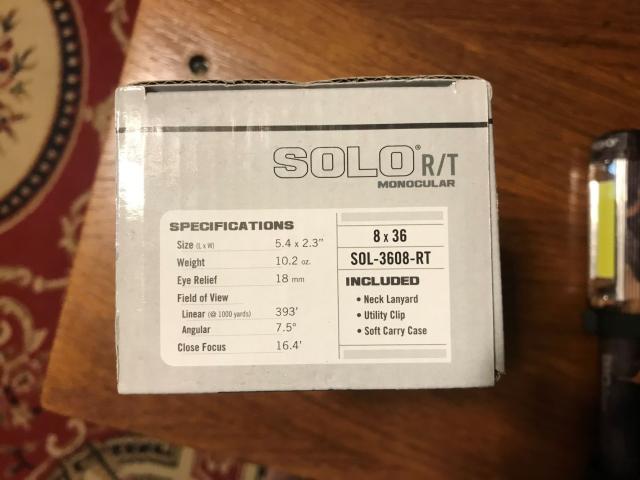 SOLO® R/T
MONOCULAR
SPECIFICATIONS
Size (L x W) 5.4 x 2.3"
Weight 10.2 oz.
Eye Relief 18 mm
Field of View
Linear (@ 1000 yards) 393'
Angular 7.5°
Close Focus 16.4'
8 x 36
SOL-3608-RT
INCLUDED
• Neck Lanyard
• Utility Clip
• Soft Carry Case